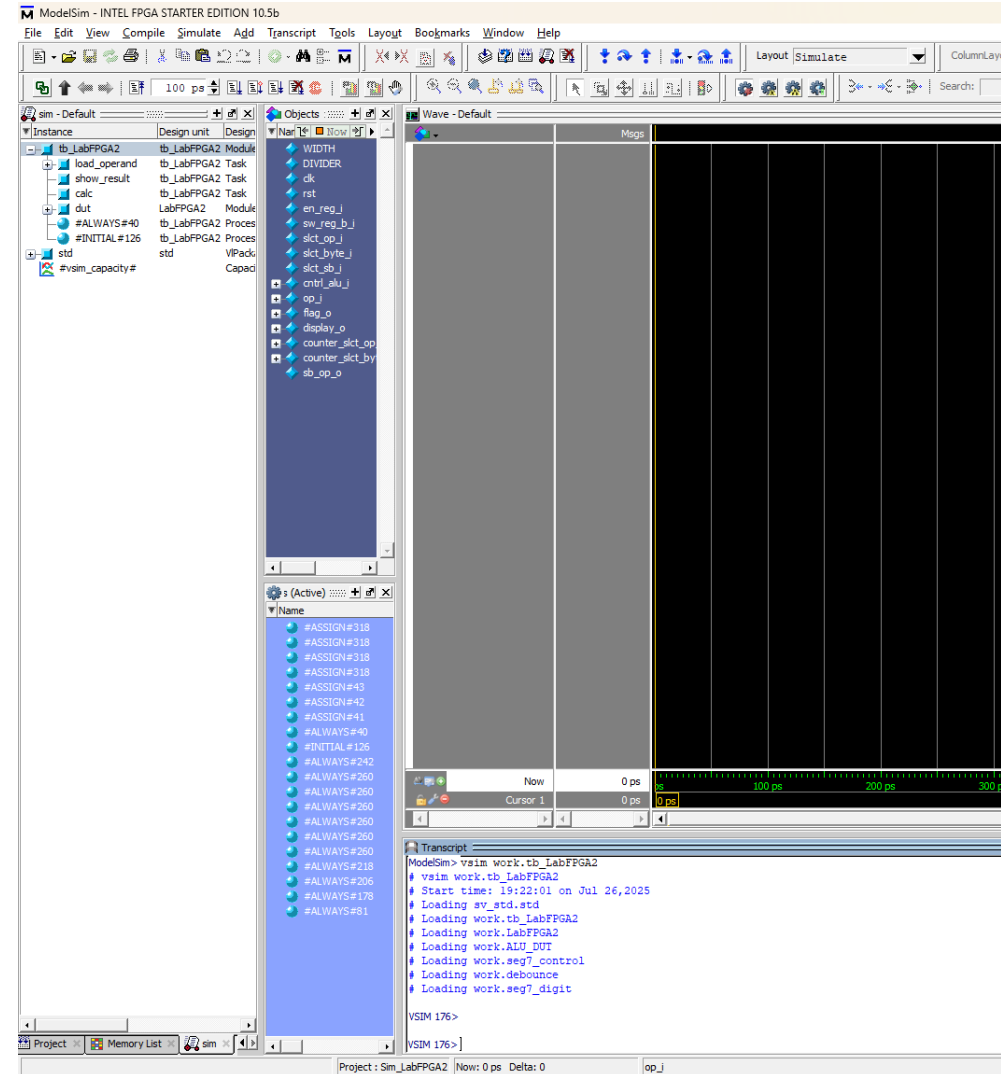 ModelSim - INTEL FPGA STARTER EDITION 10.5b
File Edit View Compile Simulate Add Transcript Tools Layout Bookmarks Window Help
Layout Simulate
ColumnLay
100 ps
Search:
sim - Default
Instance Design unit Design
tb_LabFPGA2 tb_LabFPGA2 Module
load_operand tb_LabFPGA2 Task
show_result tb_LabFPGA2 Task
calc tb_LabFPGA2 Task
dut LabFPGA2 Module
#ALWAYS#40 tb_LabFPGA2 Proces
#INITIAL#126 tb_LabFPGA2 Proces
std std VlPack
#vsim_capacity# Capaci
Objects
Nar Now
WIDTH
DIVIDER
clk
rst
en_reg_i
sw_reg_b_i
slct_op_i
slct_byte_i
slct_sb_i
cntrl_alu_i
op_i
flag_o
display_o
counter_slct_op
counter_slct_by
sb_op_o
s (Active)
Name
#ASSIGN#318
#ASSIGN#318
#ASSIGN#318
#ASSIGN#318
#ASSIGN#43
#ASSIGN#42
#ASSIGN#41
#ALWAYS#40
#INITIAL#126
#ALWAYS#242
#ALWAYS#260
#ALWAYS#260
#ALWAYS#260
#ALWAYS#260
#ALWAYS#260
#ALWAYS#260
#ALWAYS#218
#ALWAYS#206
#ALWAYS#178
#ALWAYS#81
Wave - Default
Msgs
Now 0 ps
Cursor 1 0 ps
ps 100 ps 200 ps 300 p
0 ps
Transcript
ModelSim> vsim work.tb_LabFPGA2
# vsim work.tb_LabFPGA2
# Start time: 19:22:01 on Jul 26,2025
# Loading sv_std.std
# Loading work.tb_LabFPGA2
# Loading work.LabFPGA2
# Loading work.ALU_DUT
# Loading work.seg7_control
# Loading work.debounce
# Loading work.seg7_digit
VSIM 176>
VSIM 176>
Project Memory List sim
Project : Sim_LabFPGA2 Now: 0 ps Delta: 0 op_i